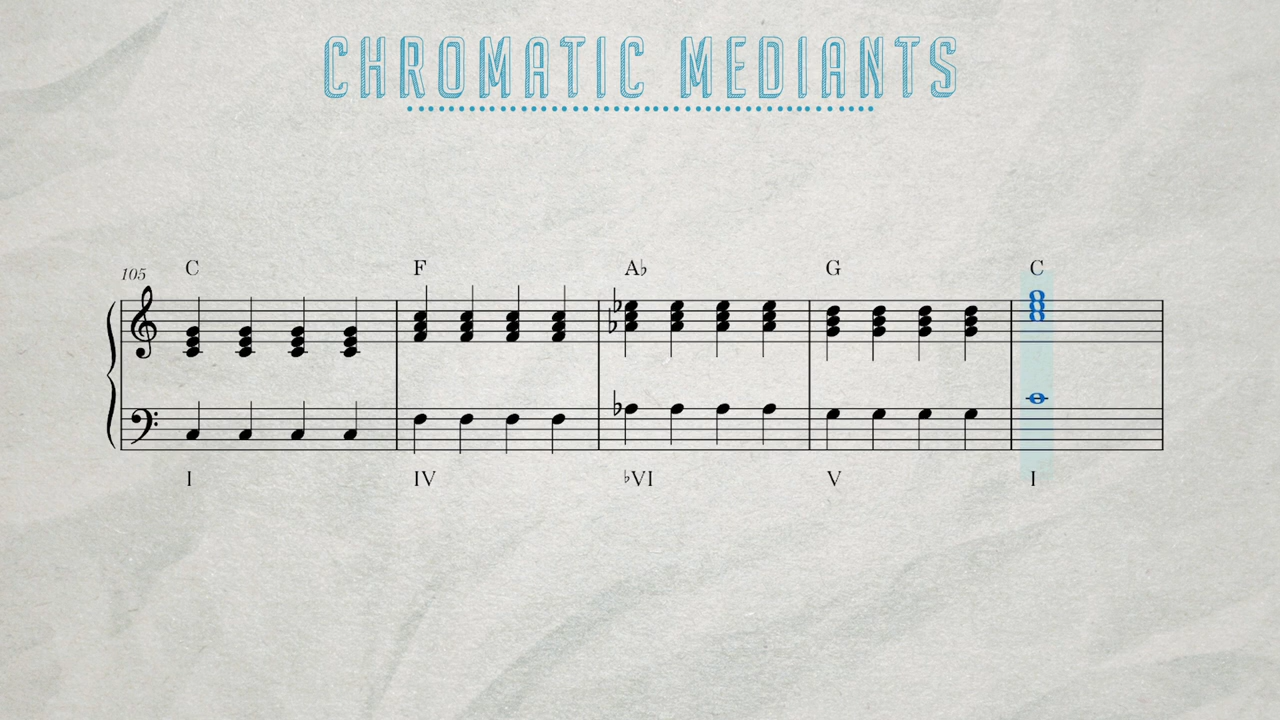 CHROMATIC MEDIANTS
105 C F A♭ G C
I IV ♭VI V I